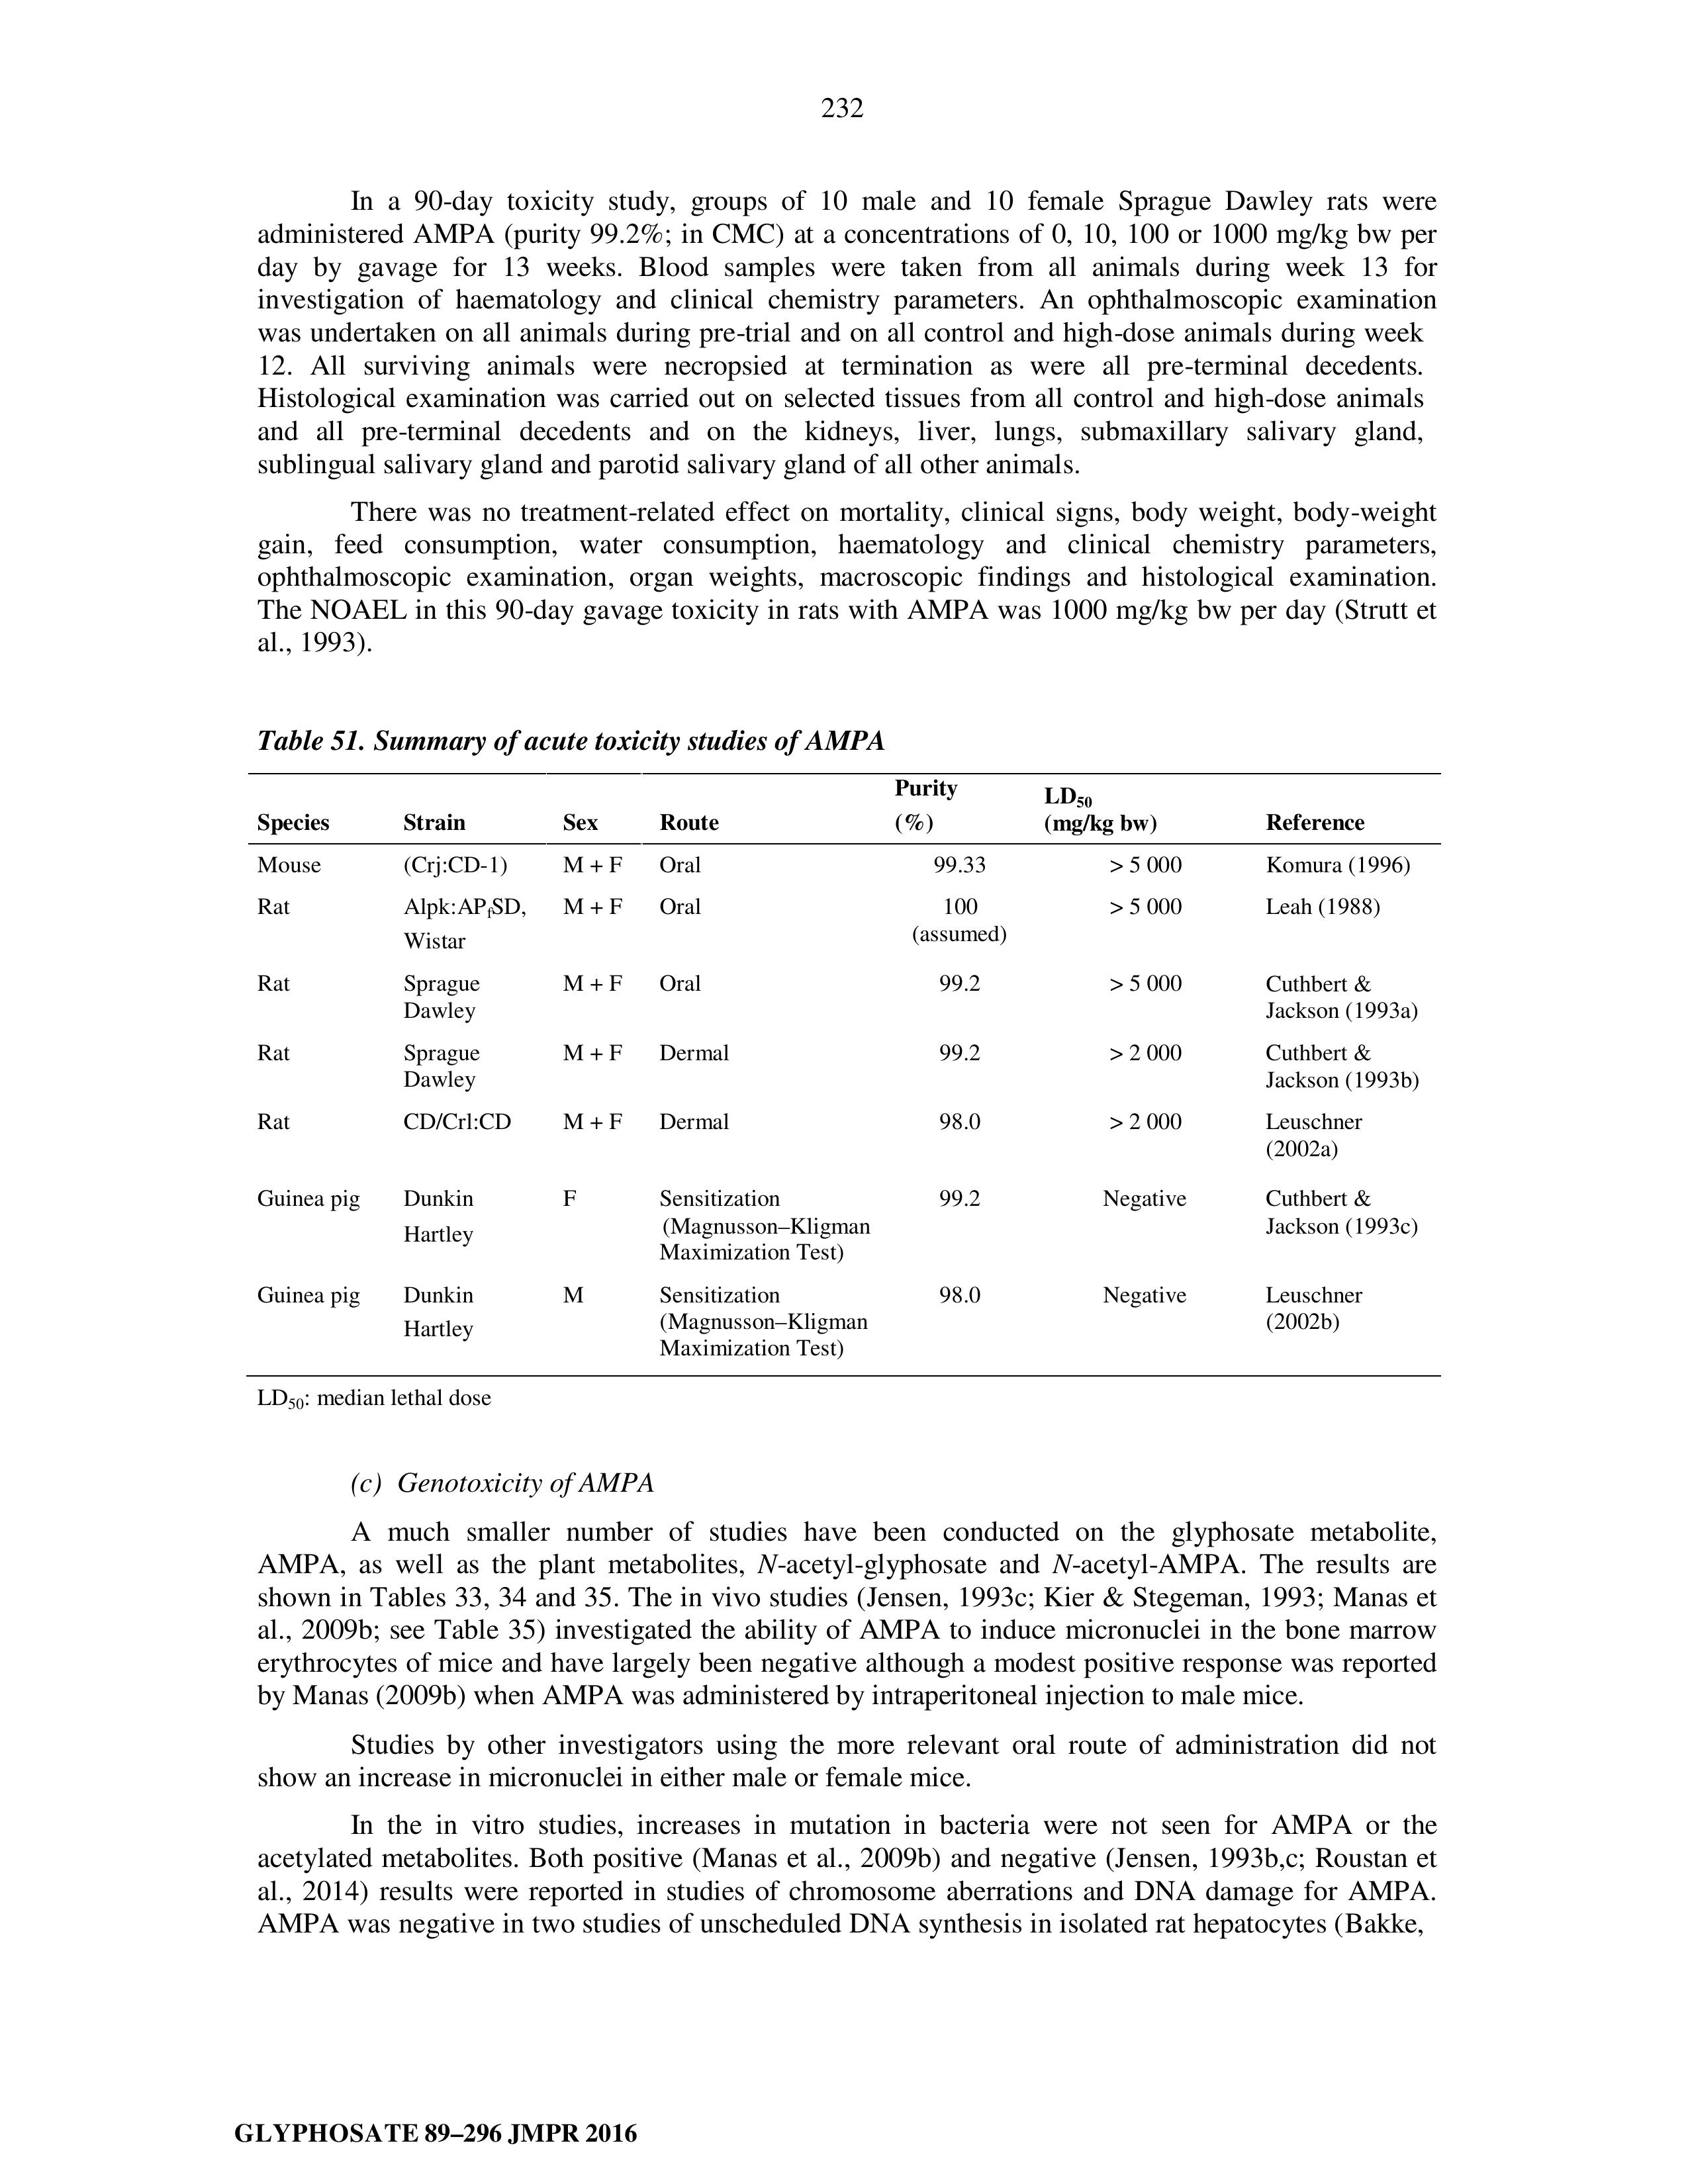 232
In a 90-day toxicity study, groups of 10 male and 10 female Sprague Dawley rats were
administered AMPA (purity 99.2%; in CMC) at a concentrations of 0, 10, 100 or 1000 mg/kg bw per
day by gavage for 13 weeks. Blood samples were taken from all animals during week 13 for
investigation of haematology and clinical chemistry parameters. An ophthalmoscopic examination
was undertaken on all animals during pre-trial and on all control and high-dose animals during week
12. All surviving animals were necropsied at termination as were all pre-terminal decedents.
Histological examination was carried out on selected tissues from all control and high-dose animals
and all pre-terminal decedents and on the kidneys, liver, lungs, submaxillary salivary gland,
sublingual salivary gland and parotid salivary gland of all other animals.
There was no treatment-related effect on mortality, clinical signs, body weight, body-weight
gain, feed consumption, water consumption, haematology and clinical chemistry parameters,
ophthalmoscopic examination, organ weights, macroscopic findings and histological examination.
The NOAEL in this 90-day gavage toxicity in rats with AMPA was 1000 mg/kg bw per day (Strutt et
al., 1993).
Table 51. Summary of acute toxicity studies of AMPA
Species Strain Sex Route Purity (%) LD50 (mg/kg bw) Reference
Mouse (Crj:CD-1) M + F Oral 99.33 > 5 000 Komura (1996)
Rat Alpk:APfSD, M + F Oral 100 > 5 000 Leah (1988)
Wistar (assumed)
Rat Sprague M + F Oral 99.2 > 5 000 Cuthbert &
Dawley Jackson (1993a)
Rat Sprague M + F Dermal 99.2 > 2 000 Cuthbert &
Dawley Jackson (1993b)
Rat CD/Crl:CD M + F Dermal 98.0 > 2 000 Leuschner
(2002a)
Guinea pig Dunkin F Sensitization 99.2 Negative Cuthbert &
Hartley (Magnusson–Kligman Jackson (1993c)
Maximization Test)
Guinea pig Dunkin M Sensitization 98.0 Negative Leuschner
Hartley (Magnusson–Kligman (2002b)
Maximization Test)
LD50: median lethal dose
(c) Genotoxicity of AMPA
A much smaller number of studies have been conducted on the glyphosate metabolite,
AMPA, as well as the plant metabolites, N-acetyl-glyphosate and N-acetyl-AMPA. The results are
shown in Tables 33, 34 and 35. The in vivo studies (Jensen, 1993c; Kier & Stegeman, 1993; Manas et
al., 2009b; see Table 35) investigated the ability of AMPA to induce micronuclei in the bone marrow
erythrocytes of mice and have largely been negative although a modest positive response was reported
by Manas (2009b) when AMPA was administered by intraperitoneal injection to male mice.
Studies by other investigators using the more relevant oral route of administration did not
show an increase in micronuclei in either male or female mice.
In the in vitro studies, increases in mutation in bacteria were not seen for AMPA or the
acetylated metabolites. Both positive (Manas et al., 2009b) and negative (Jensen, 1993b,c; Roustan et
al., 2014) results were reported in studies of chromosome aberrations and DNA damage for AMPA.
AMPA was negative in two studies of unscheduled DNA synthesis in isolated rat hepatocytes (Bakke,
GLYPHOSATE 89–296 JMPR 2016